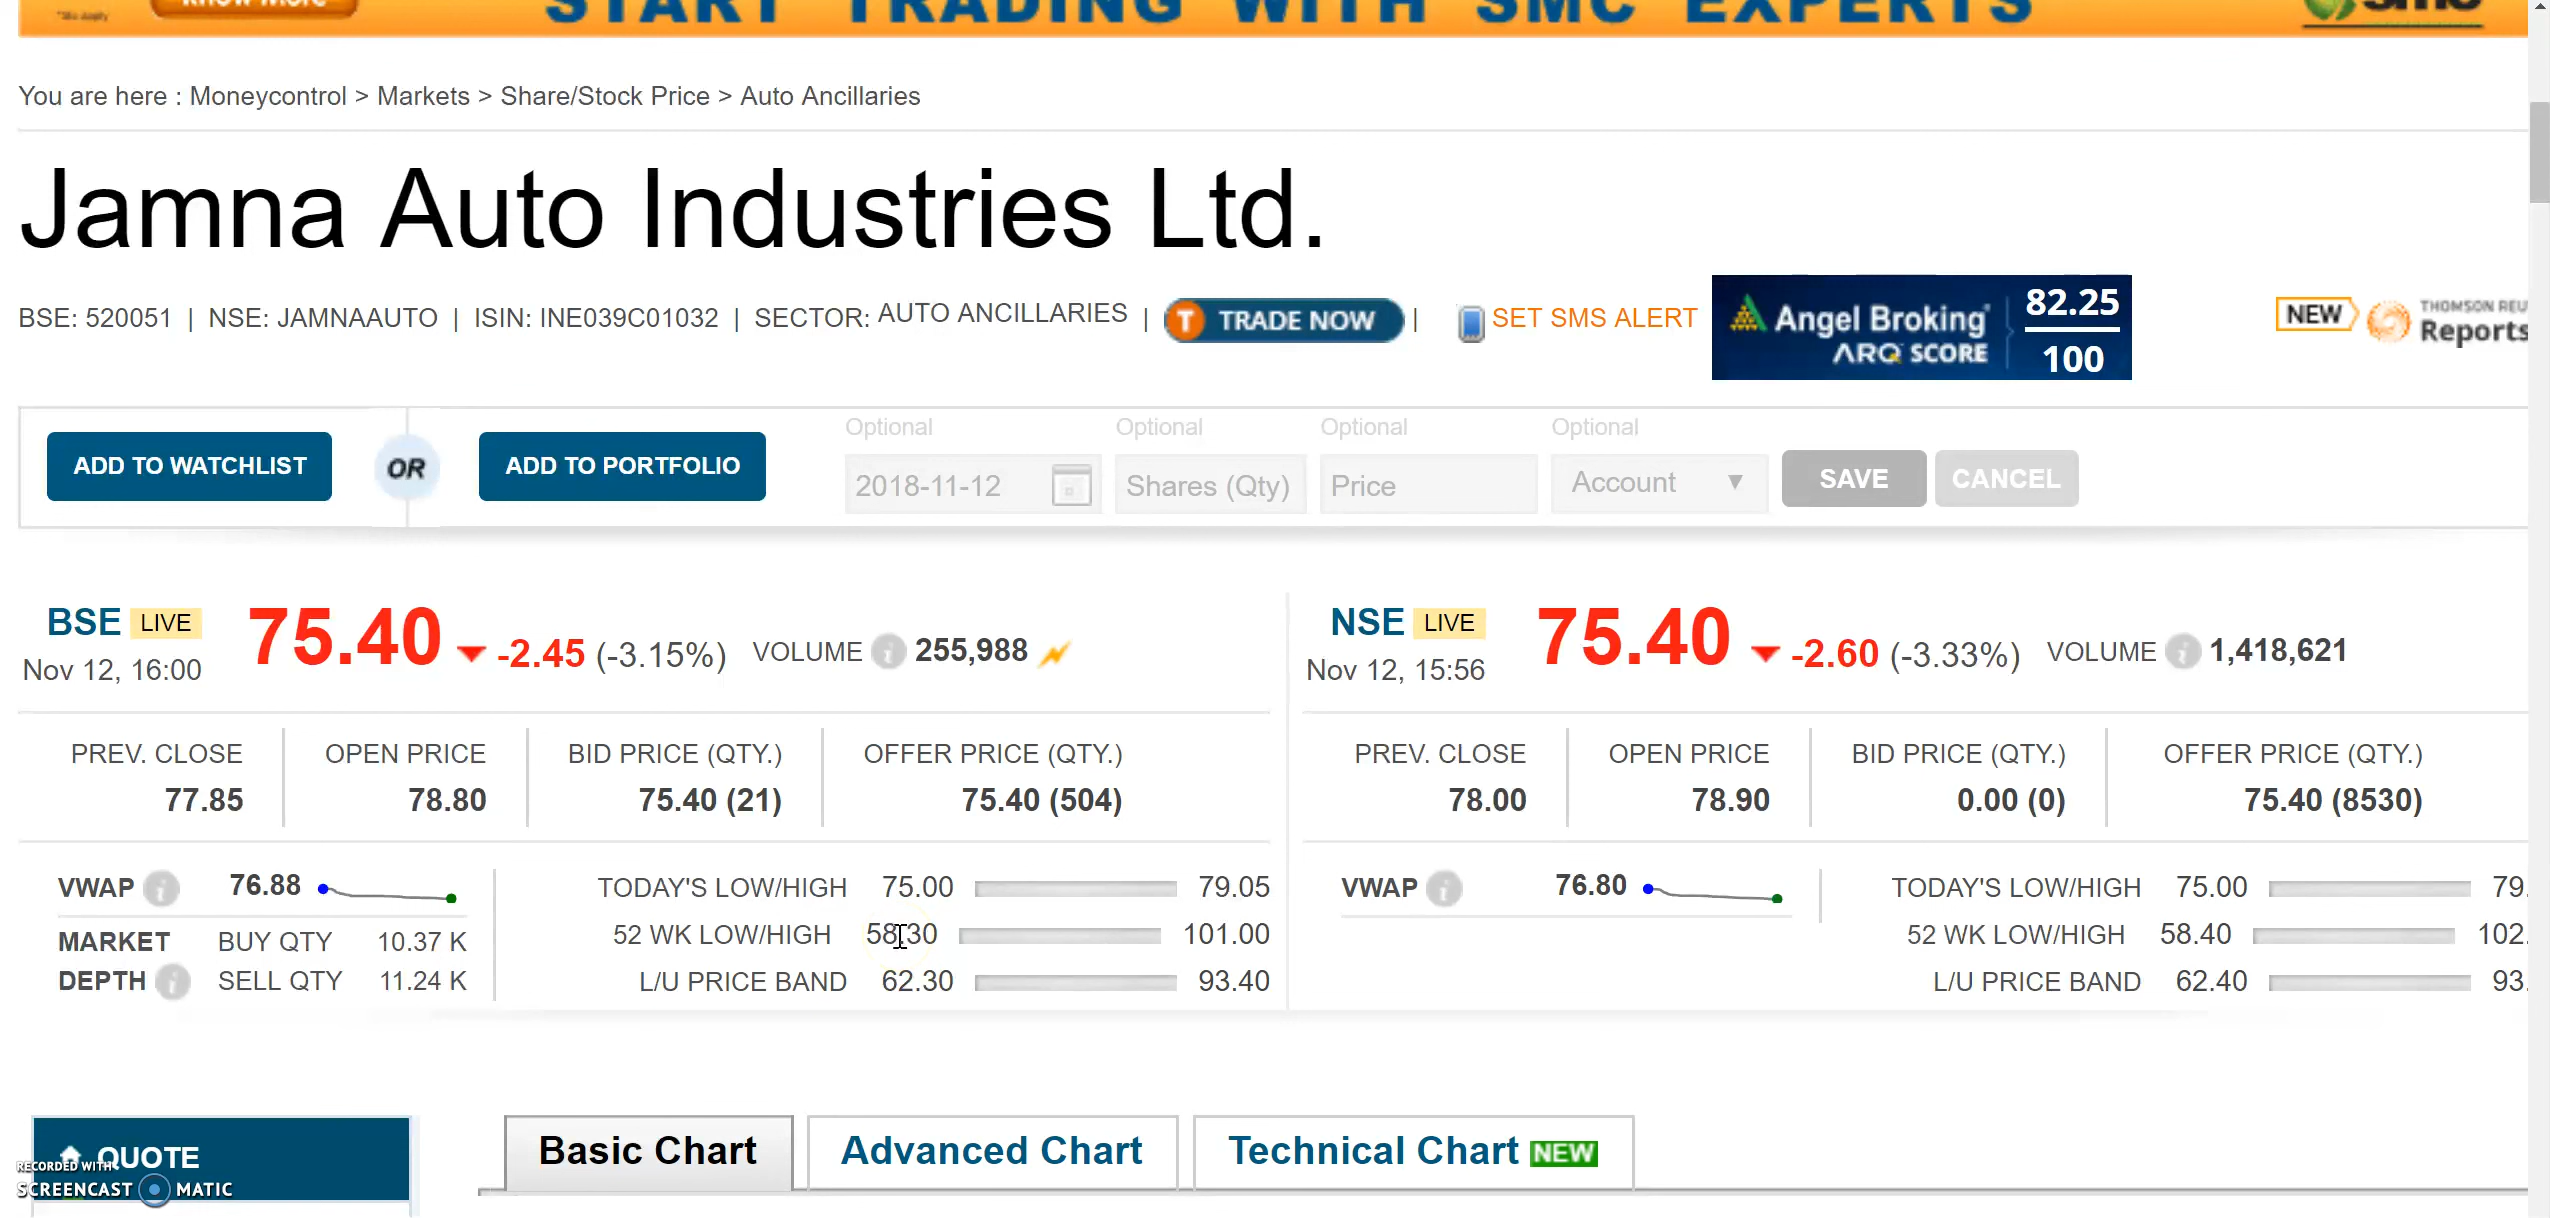 START TRADING WITH SMC EXPERTS
You are here : Moneycontrol > Markets > Share/Stock Price > Auto Ancillaries
Jamna Auto Industries Ltd.
BSE: 520051 | NSE: JAMNAAUTO | ISIN: INE039C01032 | SECTOR: AUTO ANCILLARIES | T TRADE NOW | SET SMS ALERT
Angel Broking ARQ SCORE 82.25 100
NEW THOMSON REU
Reports
Optional Optional Optional Optional
ADD TO WATCHLIST OR ADD TO PORTFOLIO 2018-11-12 Shares (Qty) Price Account SAVE CANCEL
BSE LIVE 75.40 -2.45 (-3.15%) VOLUME 255,988
Nov 12, 16:00
PREV. CLOSE OPEN PRICE BID PRICE (QTY.) OFFER PRICE (QTY.)
77.85 78.80 75.40 (21) 75.40 (504)
VWAP 76.88 TODAY'S LOW/HIGH 75.00 79.05
MARKET BUY QTY 10.37 K 52 WK LOW/HIGH 58.30 101.00
DEPTH SELL QTY 11.24 K L/U PRICE BAND 62.30 93.40
NSE LIVE 75.40 -2.60 (-3.33%) VOLUME 1,418,621
Nov 12, 15:56
PREV. CLOSE OPEN PRICE BID PRICE (QTY.) OFFER PRICE (QTY.)
78.00 78.90 0.00 (0) 75.40 (8530)
VWAP 76.80 TODAY'S LOW/HIGH 75.00 79.
52 WK LOW/HIGH 58.40 102.
L/U PRICE BAND 62.40 93.
QUOTE
Basic Chart Advanced Chart Technical Chart NEW
RECORDED WITH
SCREENCAST MATIC